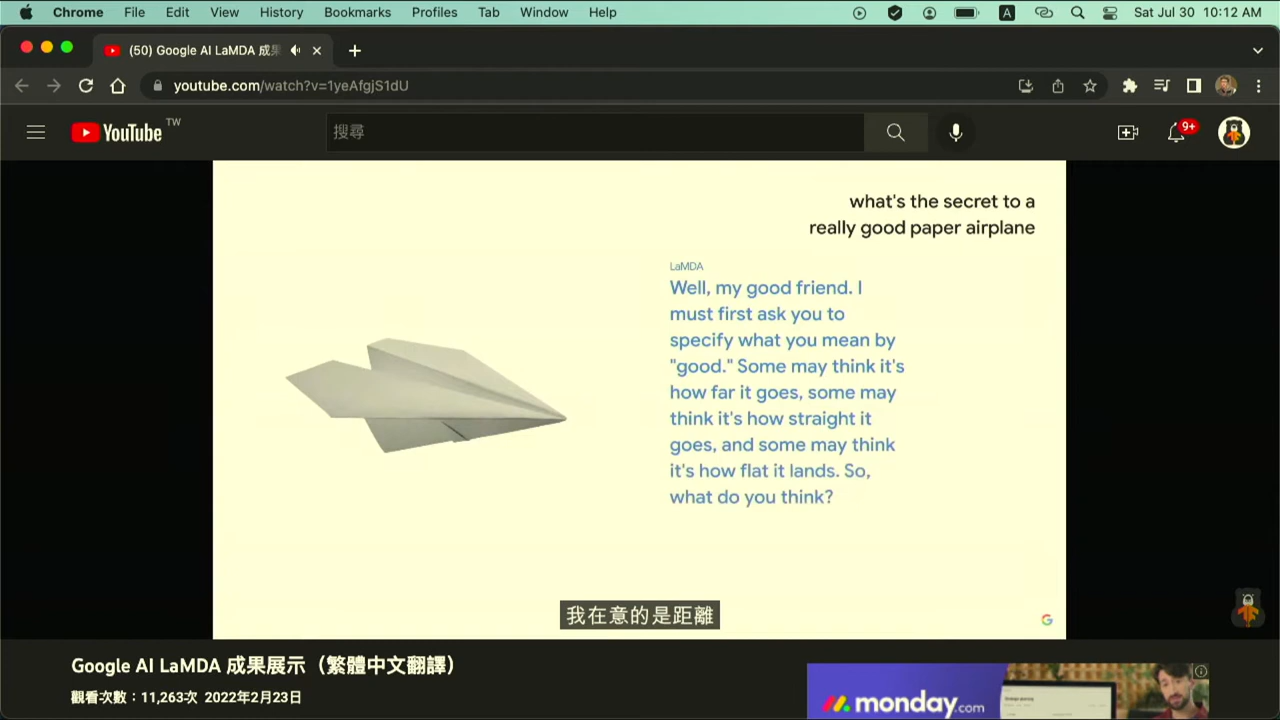 Chrome File Edit View History Bookmarks Profiles Tab Window Help A Sat Jul 30 10:12 AM
(50) Google AI LaMDA 成果
youtube.com/watch?v=1yeAfgjS1dU
YouTube TW
搜尋
9+
what's the secret to a
really good paper airplane
LaMDA
Well, my good friend. I
must first ask you to
specify what you mean by
"good." Some may think it's
how far it goes, some may
think it's how straight it
goes, and some may think
it's how flat it lands. So,
what do you think?
我在意的是距離
G
Google AI LaMDA 成果展示（繁體中文翻譯）
觀看次數：11,263次 2022年2月23日
monday.com